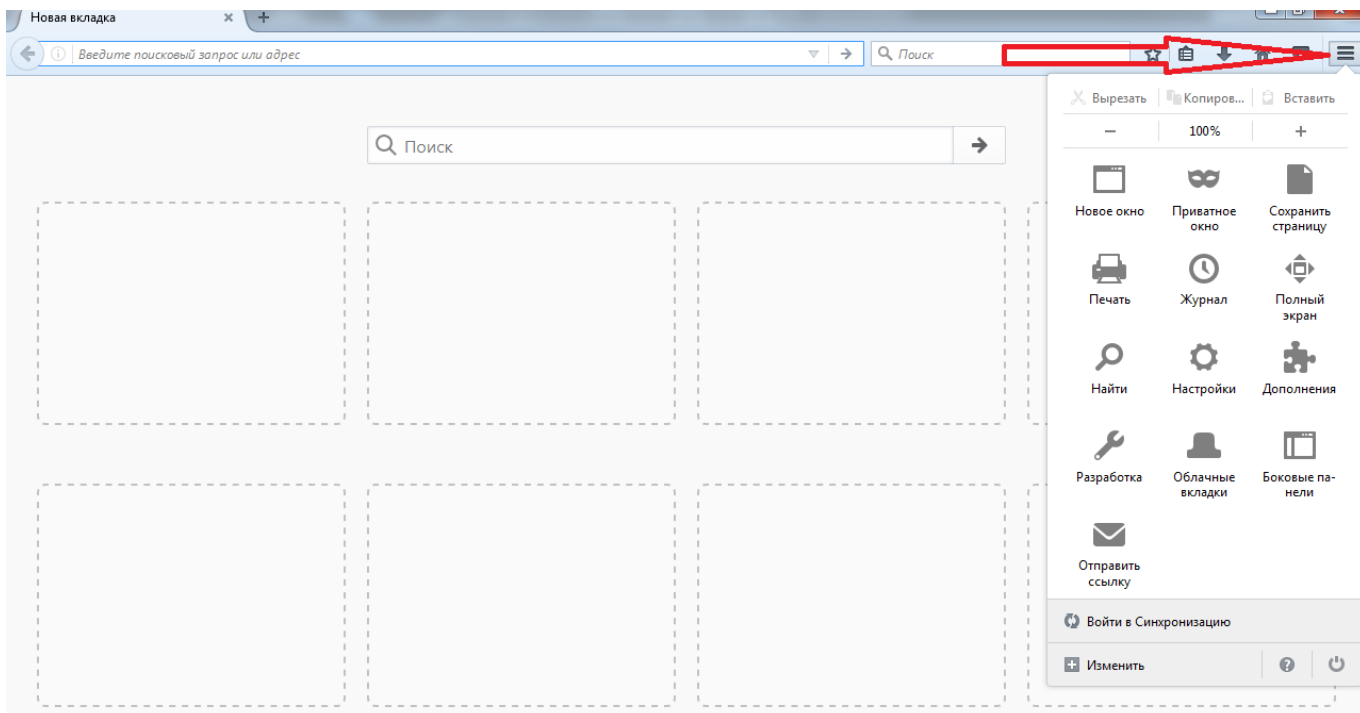 Новая вкладка
Введите поисковый запрос или адрес
Поиск
Вырезать Копиров... Вставить
100%
Поиск
Новое окно Приватное окно Сохранить страницу
Печать Журнал Полный экран
Найти Настройки Дополнения
Разработка Облачные вкладки Боковые па-
нели
Отправить
ссылку
Войти в Синхронизацию
Изменить